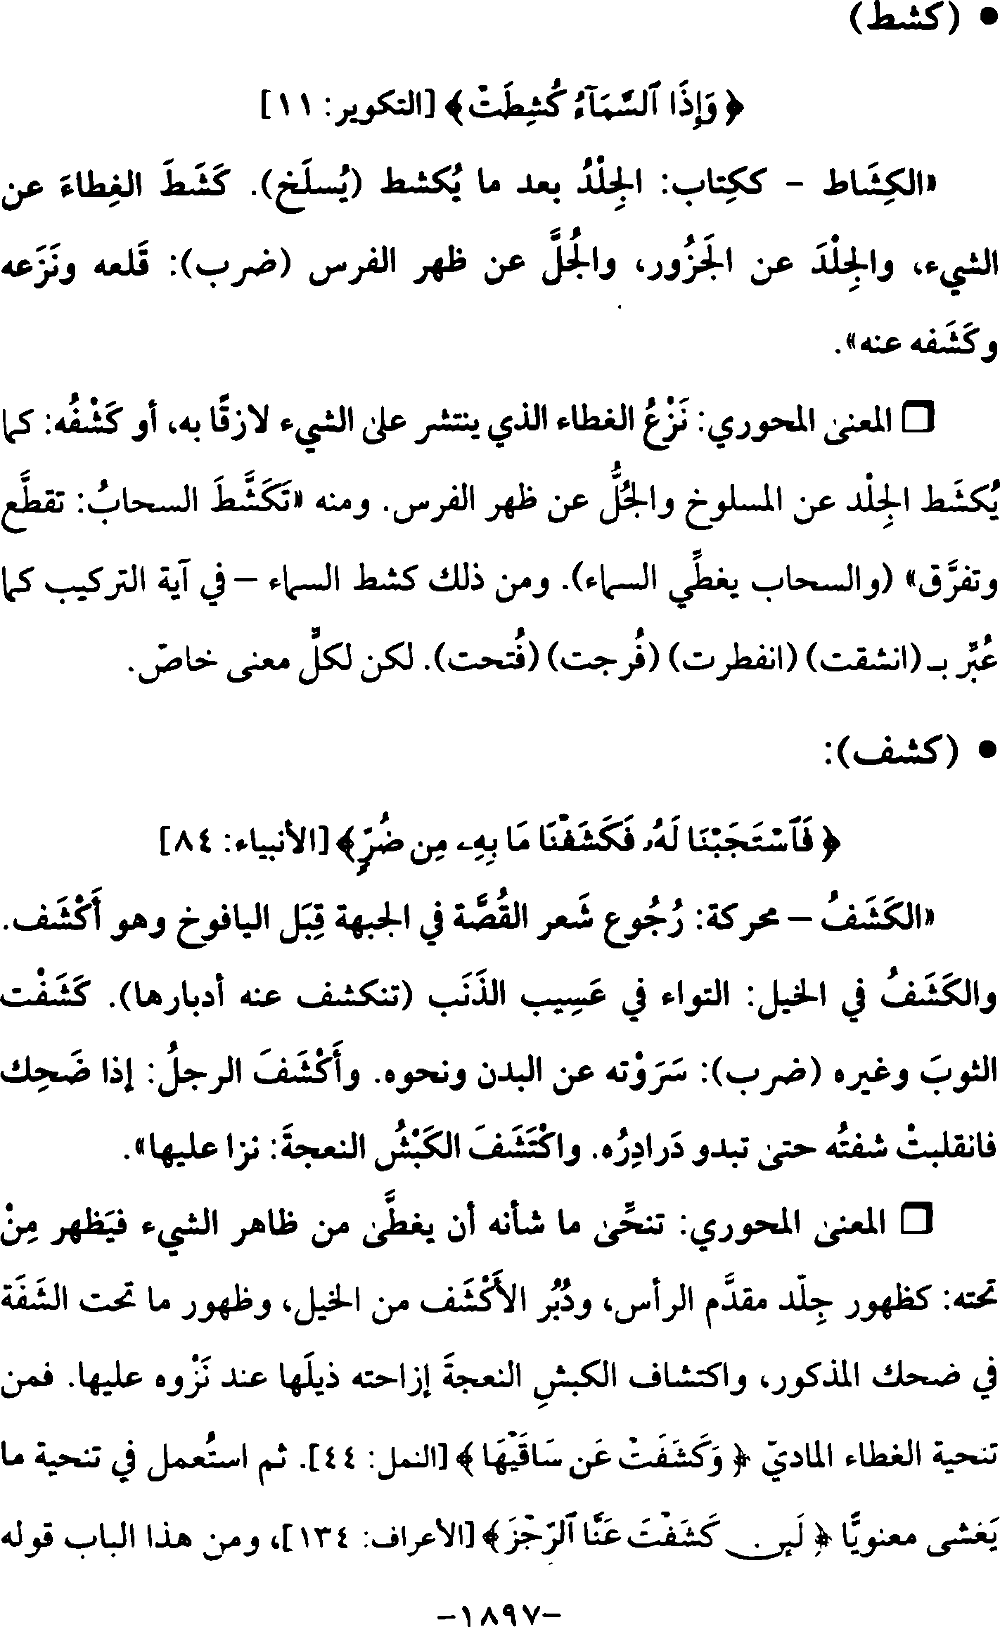 • (كشط)
﴿ وَإِذَا ٱلسَّمَآءُ كُشِطَتْ ﴾ [التكوير: ١١]
«الكِشَاط - ككِتاب: الجِلْدُ بعد ما يُكشط (يُسلَخ). كَشَطَ الغِطاءَ عن
الشيء، والجِلْدَ عن الجَزُور، والجُلَّ عن ظهر الفرس (ضرب): قَلعه ونَزَعه
وكَشَفه عنه».
❒ المعنى المحوري: نَزْعُ الغطاء الذي ينتشر على الشيء لازقًا به، أو كَشْفُه: كما
يُكشَط الجِلْد عن المسلوخ والجُلُّ عن ظهر الفرس. ومنه «تَكَشَّطَ السحابُ: تقطَّع
وتفرَّق» (والسحاب يغطِّي السماء). ومن ذلك كشط السماء – في آية التركيب كما
عُبِّر بـ (انشقت) (انفطرت) (فُرجت) (فُتحت). لكن لكلٍّ معنى خاصّ.
• (كشف):
﴿ فَٱسْتَجَبْنَا لَهُۥ فَكَشَفْنَا مَا بِهِۦ مِن ضُرٍّ ﴾ [الأنبياء: ٨٤]
«الكَشَفُ – محركة: رُجُوع شَعر القُصَّة في الجبهة قِبَل اليافوخ وهو أَكْشَف.
والكَشَفُ في الخيل: التواء في عَسِيب الذَنَب (تنكشف عنه أدبارها). كَشَفْت
الثوبَ وغيره (ضرب): سَرَوْته عن البدن ونحوه. وأَكْشَفَ الرجلُ: إذا ضَحِك
فانقلبتْ شفتُه حتى تبدو دَرادِرُه. واكْتَشَفَ الكَبْشُ النعجةَ: نزا عليها».
❒ المعنى المحوري: تنحِّى ما شأنه أن يغطَّى من ظاهر الشيء فيَظهر مِنْ
تحته: كظهور جِلْد مقدَّم الرأس، ودُبُر الأَكْشَف من الخيل، وظهور ما تحت الشَفَة
في ضحك المذكور، واكتشاف الكبشِ النعجةَ إزاحته ذيلَها عند نَزْوه عليها. فمن
تنحية الغطاء الماديّ ﴿ وَكَشَفَتْ عَن سَاقَيْهَا ﴾ [النمل: ٤٤]. ثم استُعمل في تنحية ما
يَغشى معنويًّا ﴿ لَئِن كَشَفْتَ عَنَّا ٱلرِّجْزَ ﴾ [الأعراف: ١٣٤]، ومن هذا الباب قوله
-١٨٩٧-